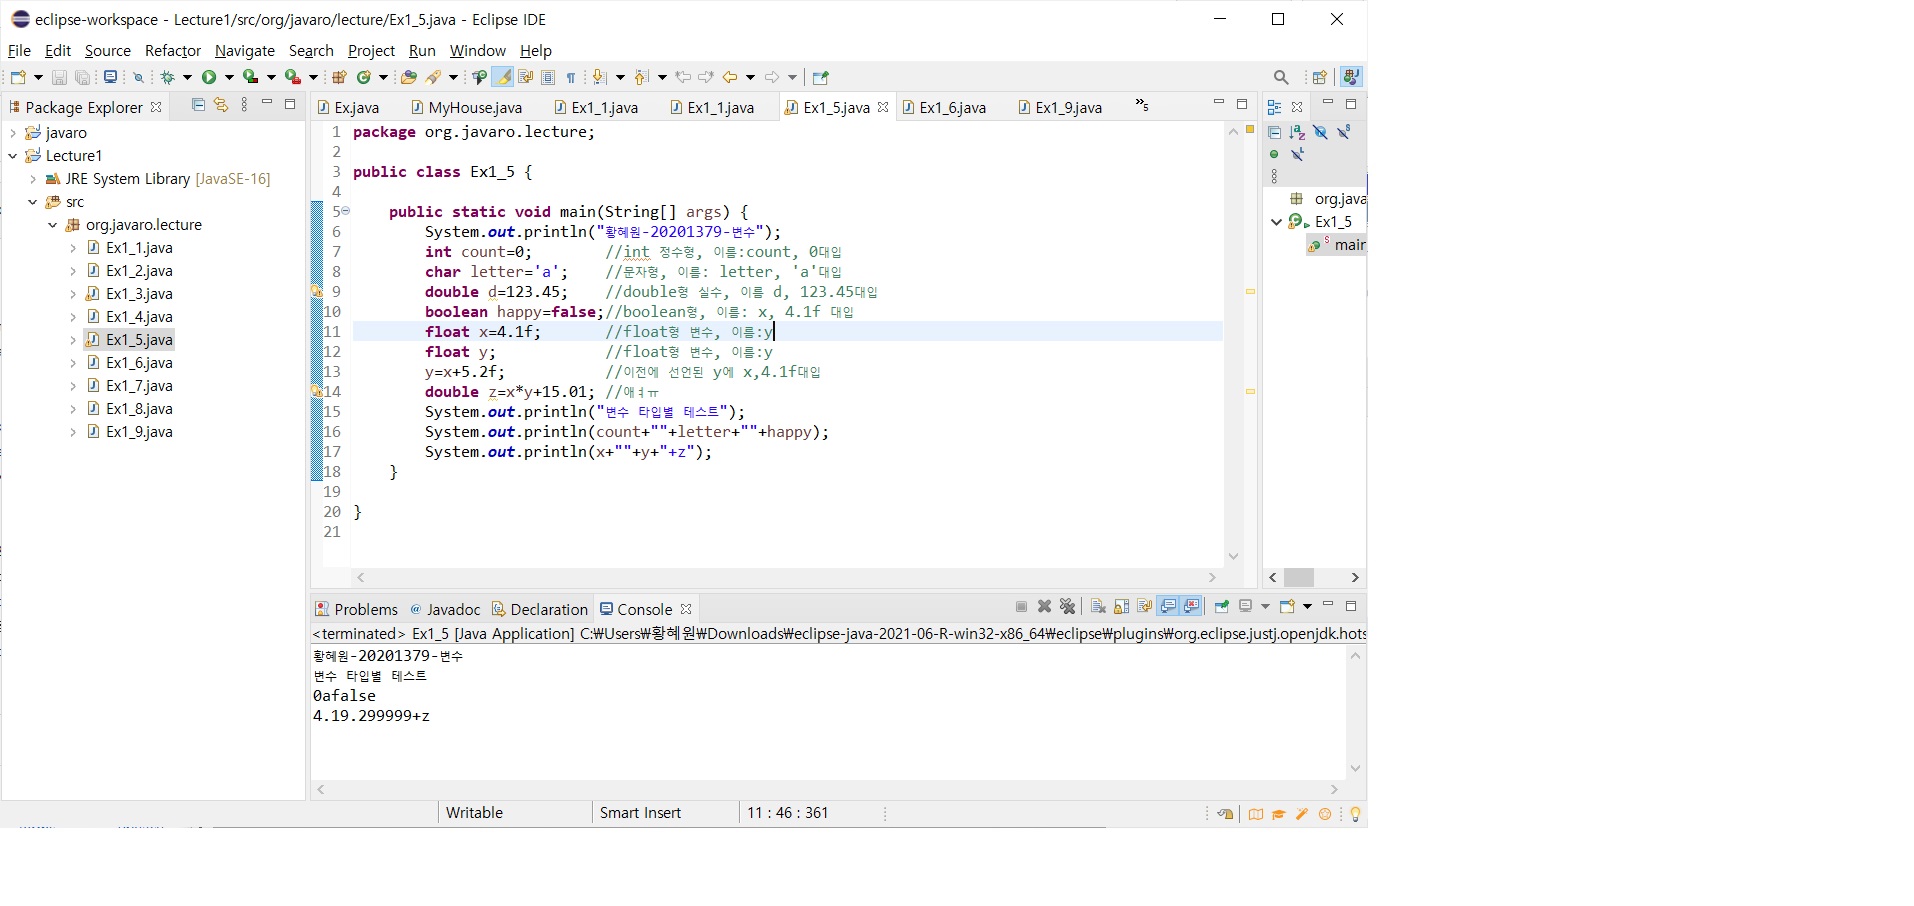 eclipse-workspace - Lecture1/src/org/javaro/lecture/Ex1_5.java - Eclipse IDE
File Edit Source Refactor Navigate Search Project Run Window Help
Package Explorer
javaro
Lecture1
JRE System Library [JavaSE-16]
src
org.javaro.lecture
Ex1_1.java
Ex1_2.java
Ex1_3.java
Ex1_4.java
Ex1_5.java
Ex1_6.java
Ex1_7.java
Ex1_8.java
Ex1_9.java
Ex.java MyHouse.java Ex1_1.java Ex1_1.java Ex1_5.java Ex1_6.java Ex1_9.java »5
1 package org.javaro.lecture;
2
3 public class Ex1_5 {
4
5 public static void main(String[] args) {
6 System.out.println("황혜원-20201379-변수");
7 int count=0; //int 정수형, 이름:count, 0대입
8 char letter='a'; //문자형, 이름: letter, 'a'대입
9 double d=123.45; //double형 실수, 이름 d, 123.45대입
10 boolean happy=false;//boolean형, 이름: x, 4.1f 대입
11 float x=4.1f; //float형 변수, 이름:y
12 float y; //float형 변수, 이름:y
13 y=x+5.2f; //이전에 선언된 y에 x,4.1f대입
14 double z=x*y+15.01; //애ㅕㅠ
15 System.out.println("변수 타입별 테스트");
16 System.out.println(count+""+letter+""+happy);
17 System.out.println(x+""+y+"+z");
18 }
19
20 }
21
org.java
Ex1_5
main
Problems Javadoc Declaration Console
<terminated> Ex1_5 [Java Application] C:₩Users₩황혜원₩Downloads₩eclipse-java-2021-06-R-win32-x86_64₩eclipse₩plugins₩org.eclipse.justj.openjdk.hots
황혜원-20201379-변수
변수 타입별 테스트
0afalse
4.19.299999+z
Writable Smart Insert 11 : 46 : 361